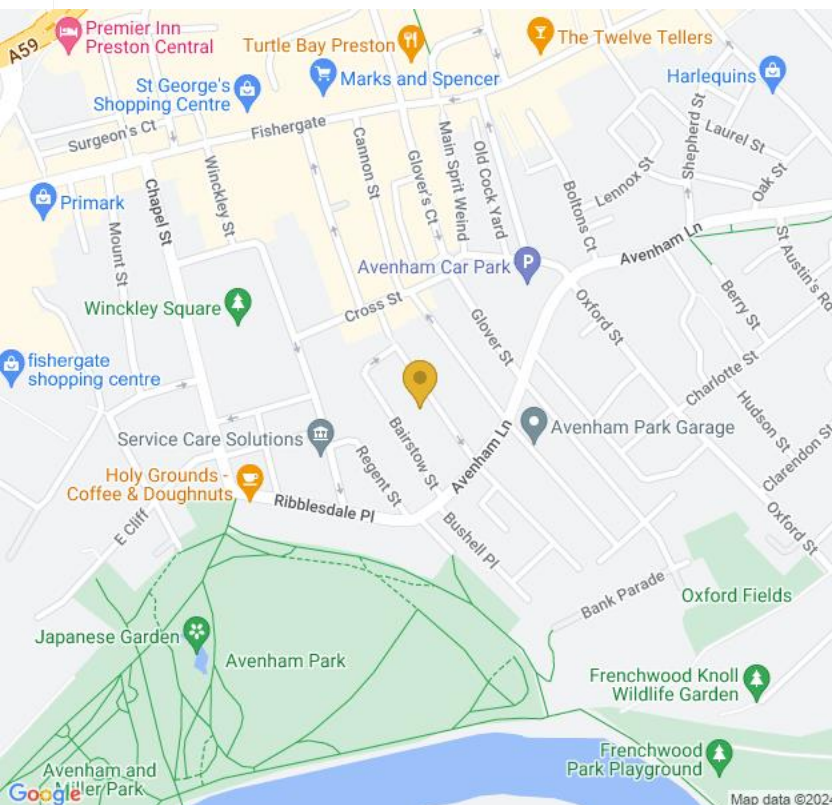 A59
Premier Inn
Preston Central
Turtle Bay Preston
The Twelve Tellers
St George's
Shopping Centre
Marks and Spencer
Harlequins
Surgeon's Ct
Fishergate
Cannon St
Glover's Ct
Main Sprit Weind
Old Cock Yard
Boltons Ct
Lennox St
Shepherd St
Laurel St
Oak St
Primark
Mount St
Chapel St
Winckley St
Avenham Car Park
P
Avenham Ln
St Austin's Rd
Winckley Square
Cross St
Glover St
Oxford St
Berry St
Charlotte St
fishergate
shopping centre
Hudson St
Clarendon St
Service Care Solutions
Bairstow St
Regent St
Avenham Ln
Avenham Park Garage
Holy Grounds -
Coffee & Doughnuts
Ribblesdale Pl
E Cliff
Bushell Pl
Oxford St
Bank Parade
Oxford Fields
Japanese Garden
Avenham Park
Frenchwood Knoll
Wildlife Garden
Frenchwood
Park Playground
Avenham and
Miller Park
Google
Map data ©2024